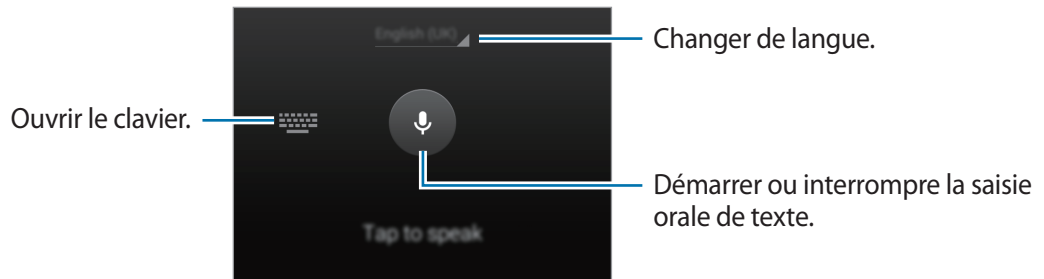 English (UK)
Changer de langue.
Ouvrir le clavier.
Démarrer ou interrompre la saisie
orale de texte.
Tap to speak